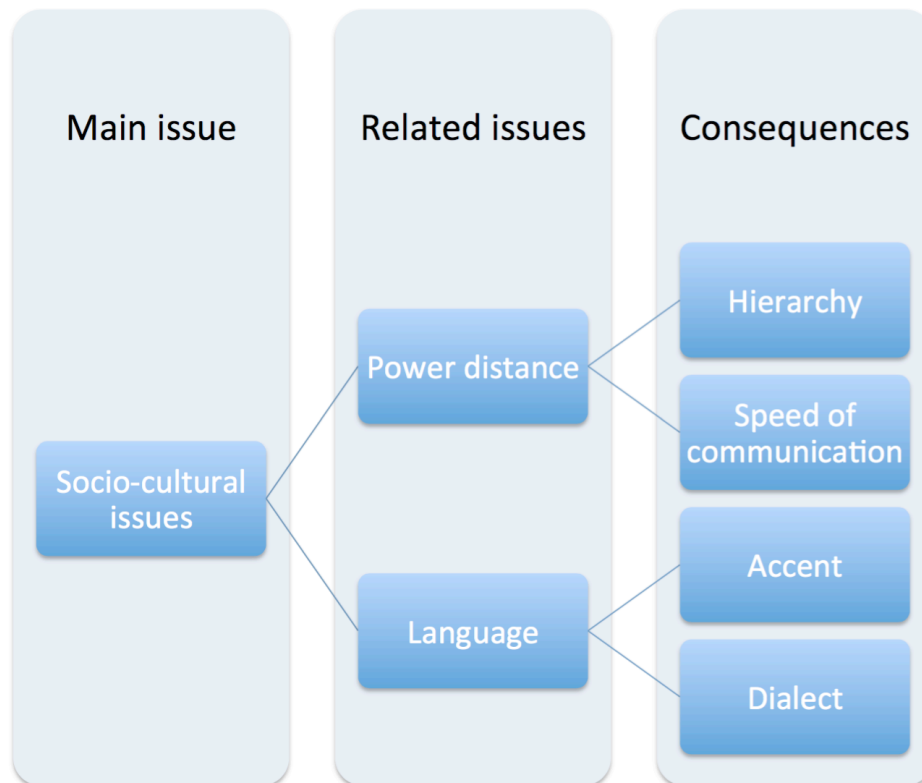 Main issue
Related issues
Consequences
Socio-cultural
issues
Power distance
Language
Hierarchy
Speed of
communication
Accent
Dialect